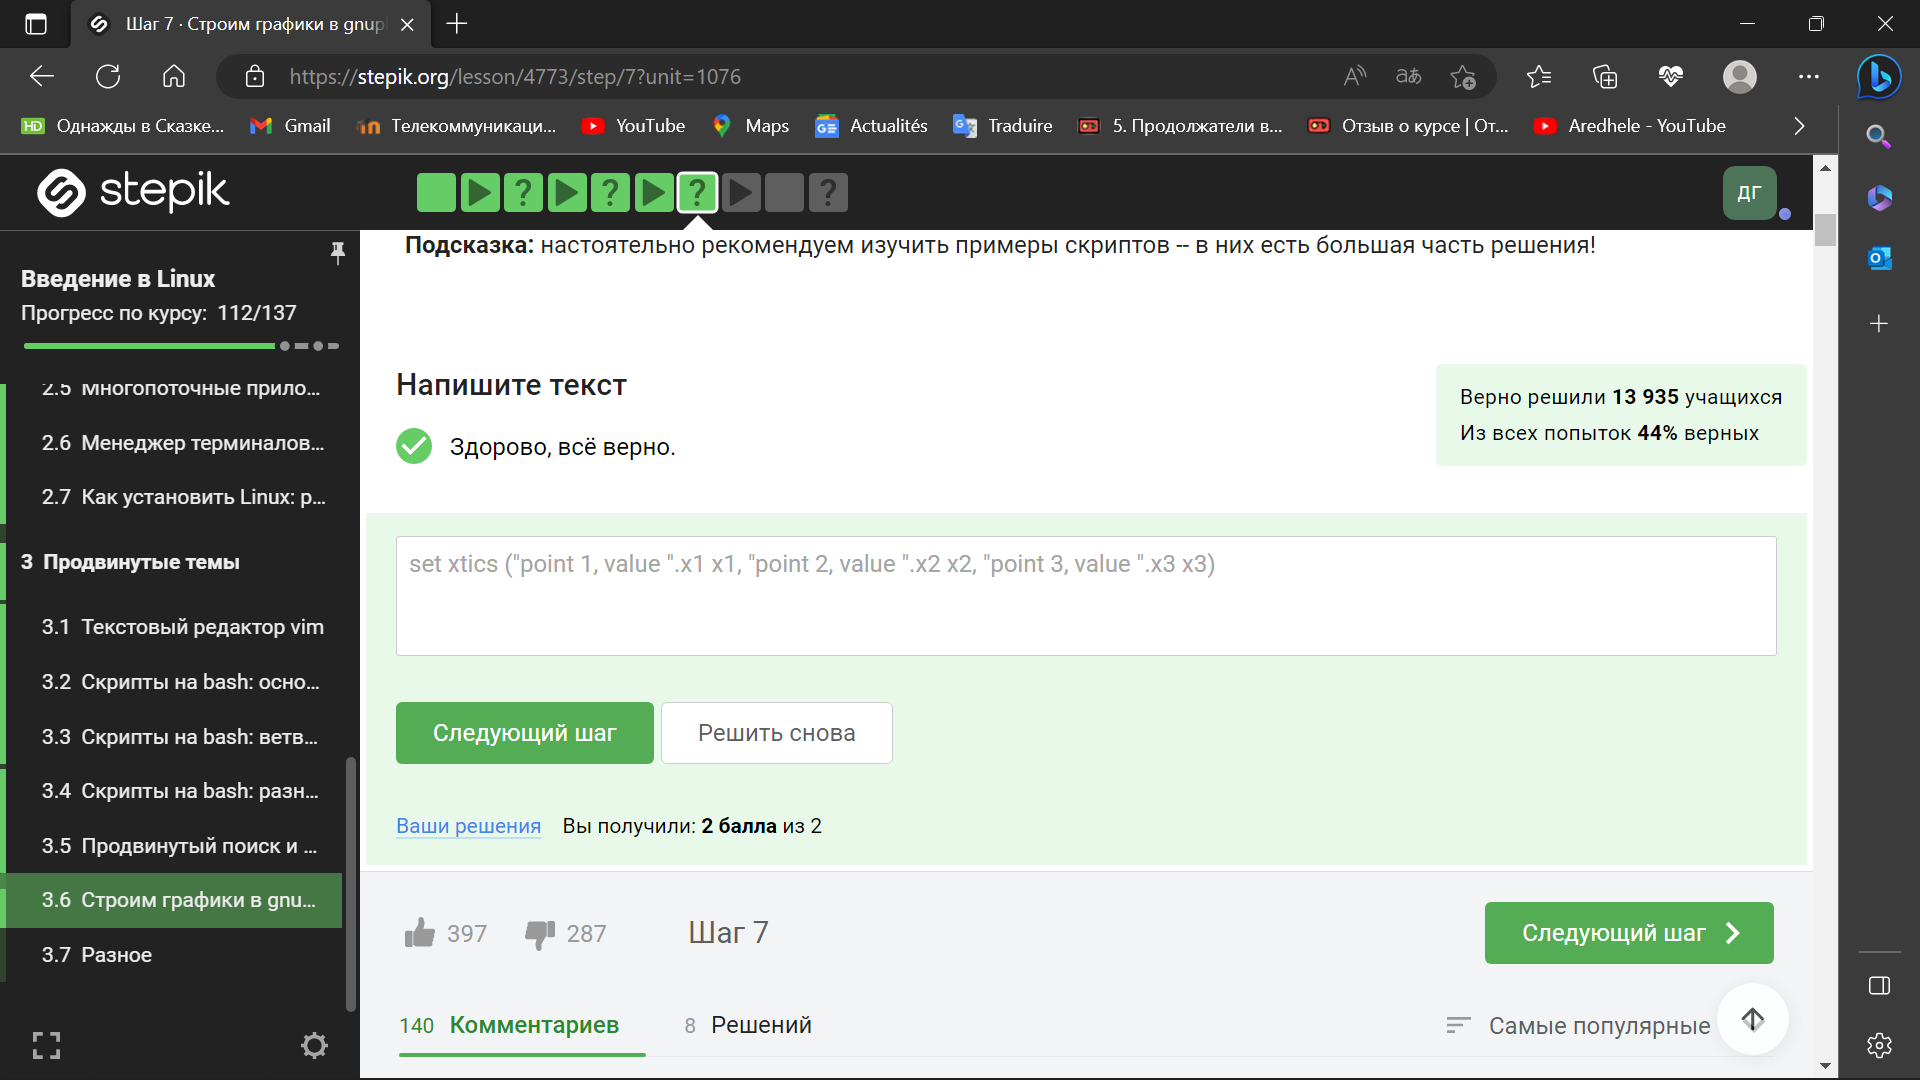 Шаг 7 · Строим графики в gnup
https://stepik.org/lesson/4773/step/7?unit=1076
Однажды в Сказке...
Gmail
Телекоммуникаци...
YouTube
Maps
Actualités
Traduire
5. Продолжатели в...
Отзыв о курсе | От...
Aredhele - YouTube
stepik
ДГ
Введение в Linux
Прогресс по курсу: 112/137
2.5 Многопоточные прило...
2.6 Менеджер терминалов...
2.7 Как установить Linux: р...
3 Продвинутые темы
3.1 Текстовый редактор vim
3.2 Скрипты на bash: осно...
3.3 Скрипты на bash: ветв...
3.4 Скрипты на bash: разн...
3.5 Продвинутый поиск и ...
3.6 Строим графики в gnu...
3.7 Разное
Подсказка: настоятельно рекомендуем изучить примеры скриптов -- в них есть большая часть решения!
Напишите текст
Здорово, всё верно.
Верно решили 13 935 учащихся
Из всех попыток 44% верных
set xtics ("point 1, value ".x1 x1, "point 2, value ".x2 x2, "point 3, value ".x3 x3)
Следующий шаг
Решить снова
Ваши решения Вы получили: 2 балла из 2
397
287
Шаг 7
Следующий шаг
140 Комментариев
8 Решений
Самые популярные